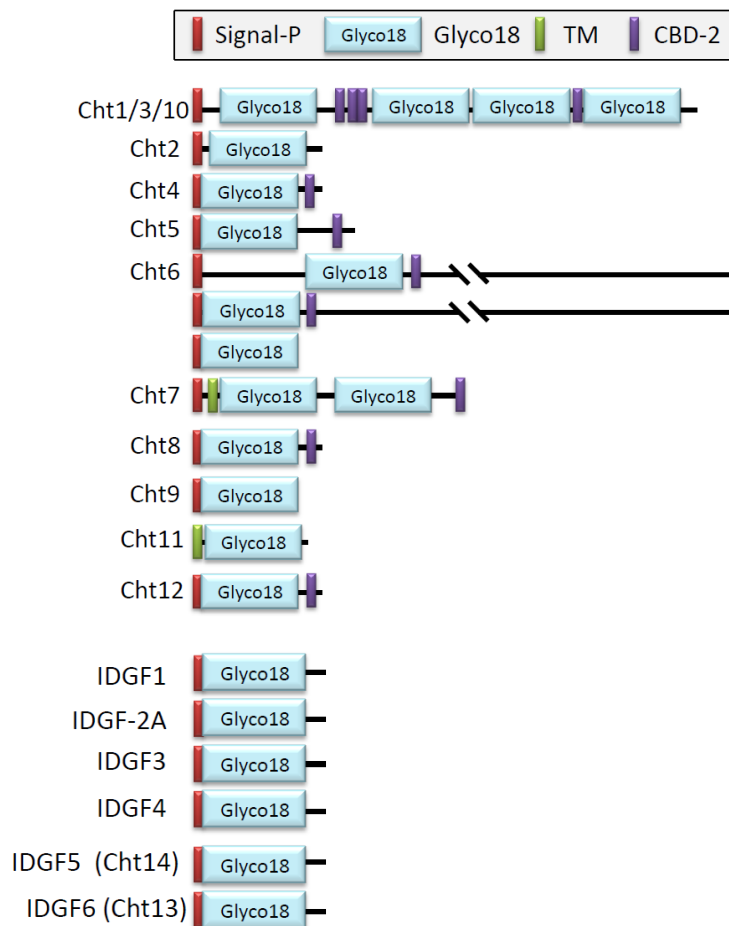 Signal-P Glyco18 Glyco18 TM CBD-2
Cht1/3/10 Glyco18 Glyco18 Glyco18 Glyco18
Cht2 Glyco18
Cht4 Glyco18
Cht5 Glyco18
Cht6 Glyco18
Glyco18
Glyco18
Cht7 Glyco18 Glyco18
Cht8 Glyco18
Cht9 Glyco18
Cht11 Glyco18
Cht12 Glyco18
IDGF1 Glyco18
IDGF-2A Glyco18
IDGF3 Glyco18
IDGF4 Glyco18
IDGF5 (Cht14) Glyco18
IDGF6 (Cht13) Glyco18